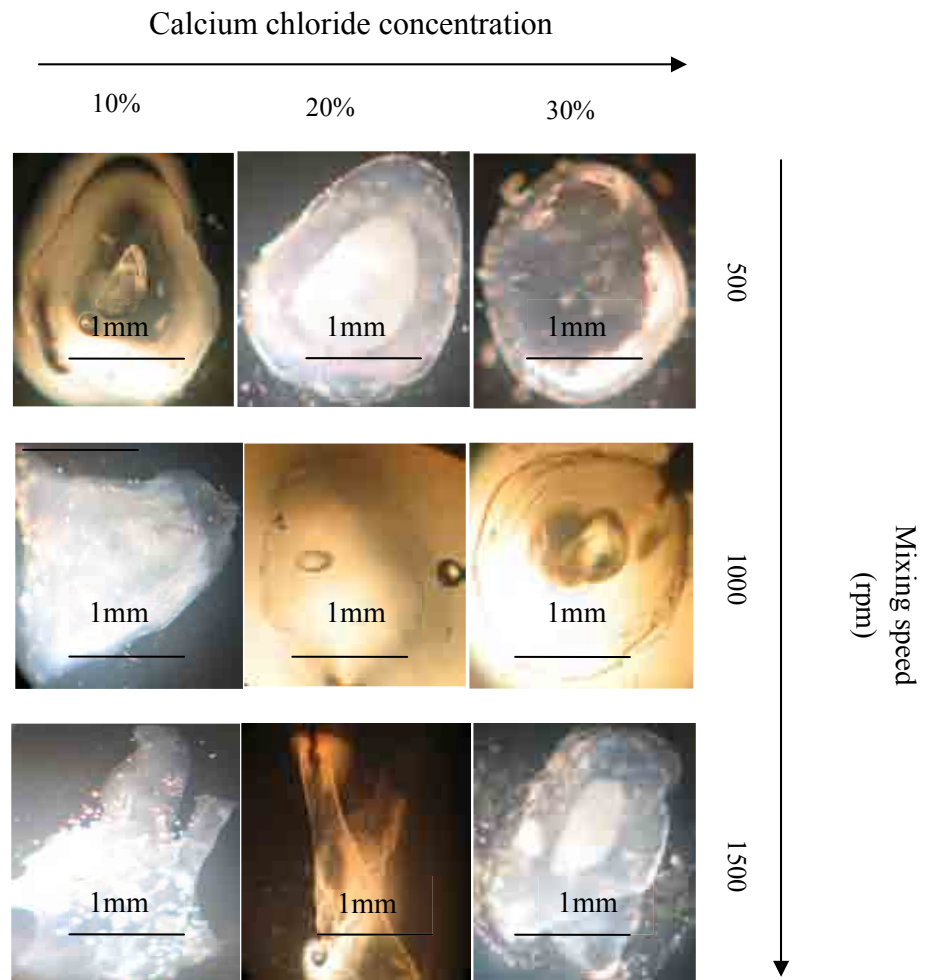 Calcium chloride concentration
10%
20%
30%
1mm
1mm
1mm
500
1mm
1mm
1mm
1000
Mixing speed
(rpm)
1mm
1mm
1mm
1500